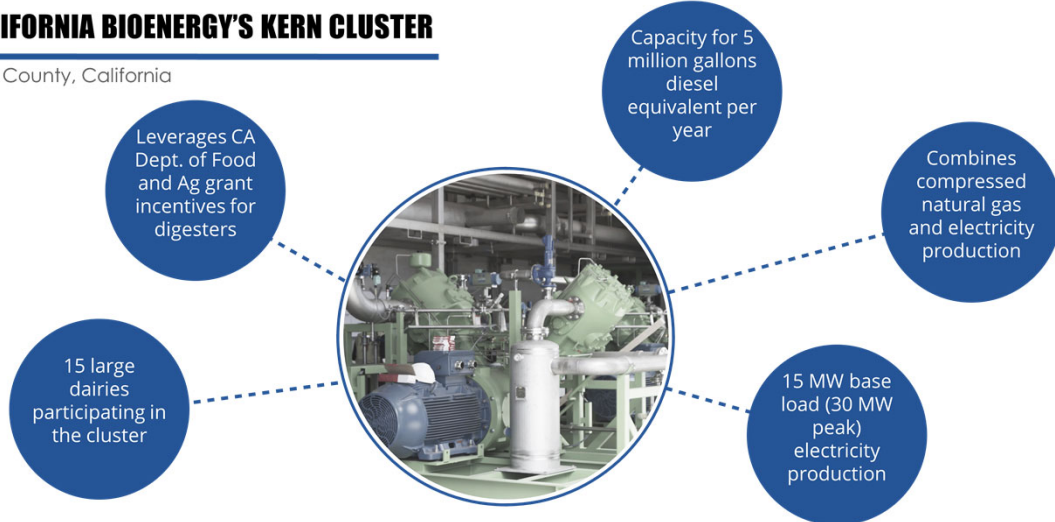 IFORNIA BIOENERGY'S KERN CLUSTER
County, California
Capacity for 5
million gallons
diesel
equivalent per
year
Leverages CA
Dept. of Food
and Ag grant
incentives for
digesters
Combines
compressed
natural gas
and electricity
production
15 large
dairies
participating in
the cluster
15 MW base
load (30 MW
peak)
electricity
production